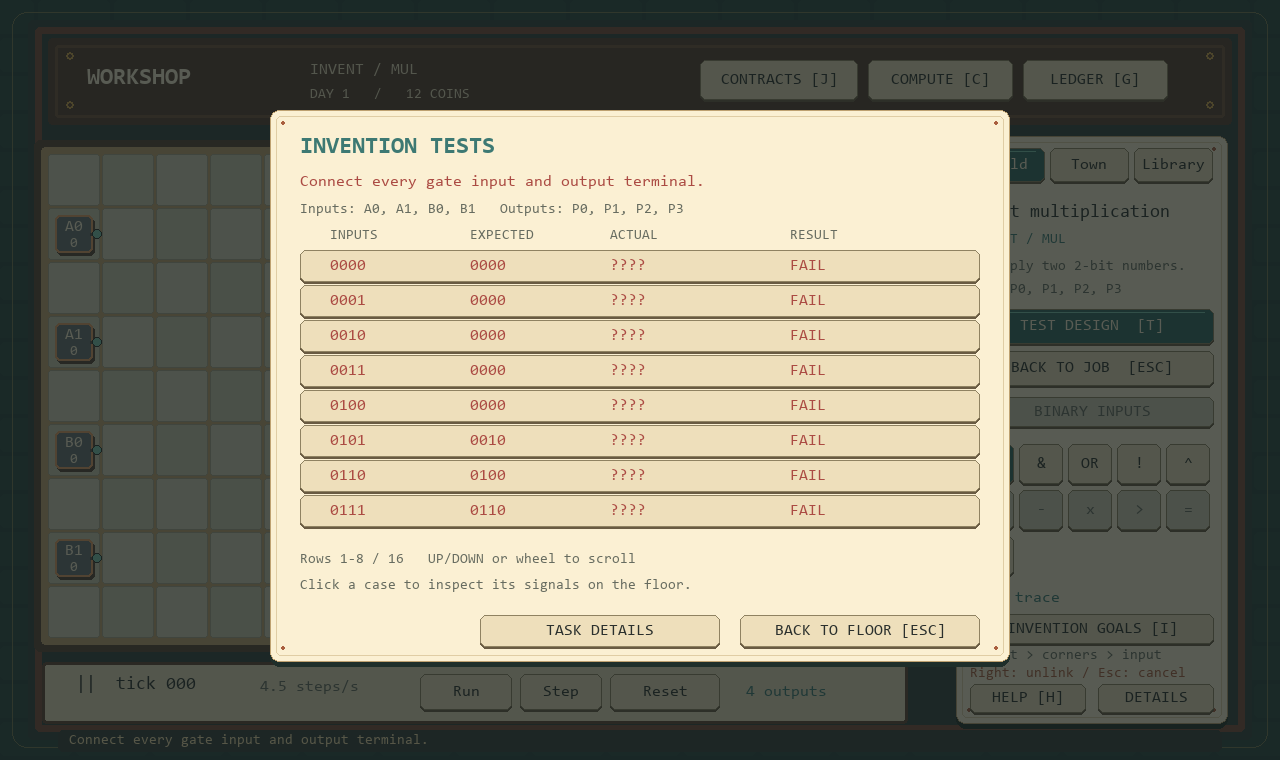 WORKSHOP
INVENT / MUL
DAY 1 / 12 COINS
CONTRACTS [J]
COMPUTE [C]
LEDGER [G]
INVENTION TESTS
Connect every gate input and output terminal.
Inputs: A0, A1, B0, B1 Outputs: P0, P1, P2, P3
INPUTS EXPECTED ACTUAL RESULT
0000 0000 ???? FAIL
0001 0000 ???? FAIL
0010 0000 ???? FAIL
0011 0000 ???? FAIL
0100 0000 ???? FAIL
0101 0010 ???? FAIL
0110 0100 ???? FAIL
0111 0110 ???? FAIL
Rows 1-8 / 16 UP/DOWN or wheel to scroll
Click a case to inspect its signals on the floor.
TASK DETAILS
BACK TO FLOOR [ESC]
A0
0
A1
0
B0
0
B1
0
Town
Library
multiplication
/ MUL
two 2-bit numbers.
P0, P1, P2, P3
TEST DESIGN [T]
BACK TO JOB [ESC]
BINARY INPUTS
& OR ! ^
- × > =
trace
INVENTION GOALS [I]
> corners > input
Right: unlink / Esc: cancel
HELP [H]
DETAILS
|| tick 000
4.5 steps/s
Run
Step
Reset
4 outputs
Connect every gate input and output terminal.